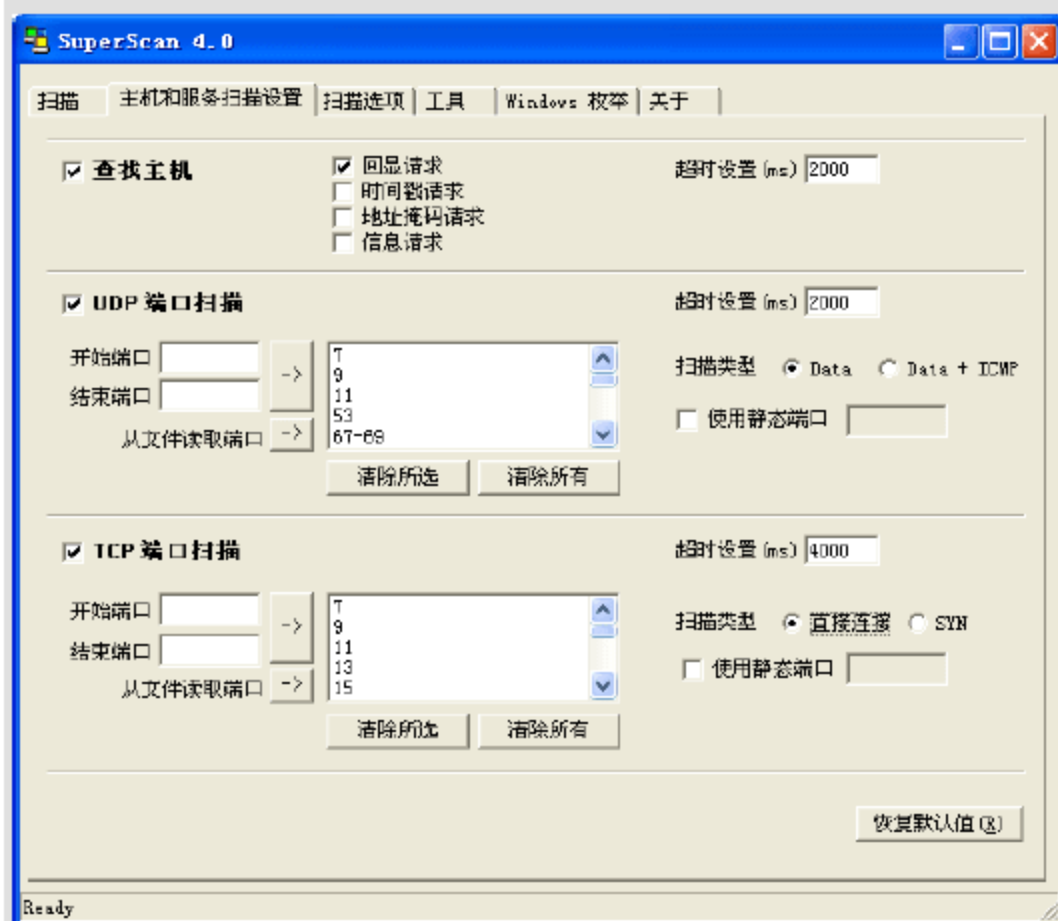 SuperScan 4.0
扫描 主机和服务扫描设置 扫描选项 工具 Windows 枚举 关于
查找主机
回显请求
时间戳请求
地址掩码请求
信息请求
超时设置(ms) 2000
UDP 端口扫描
超时设置(ms) 2000
开始端口
结束端口
->
从文件读取端口 ->
7
9
11
53
67-69
清除所选 清除所有
扫描类型 Data Data + ICMP
使用静态端口
TCP 端口扫描
超时设置(ms) 4000
开始端口
结束端口
->
从文件读取端口 ->
7
9
11
13
15
清除所选 清除所有
扫描类型 直接连接 SYN
使用静态端口
恢复默认值(R)
Ready